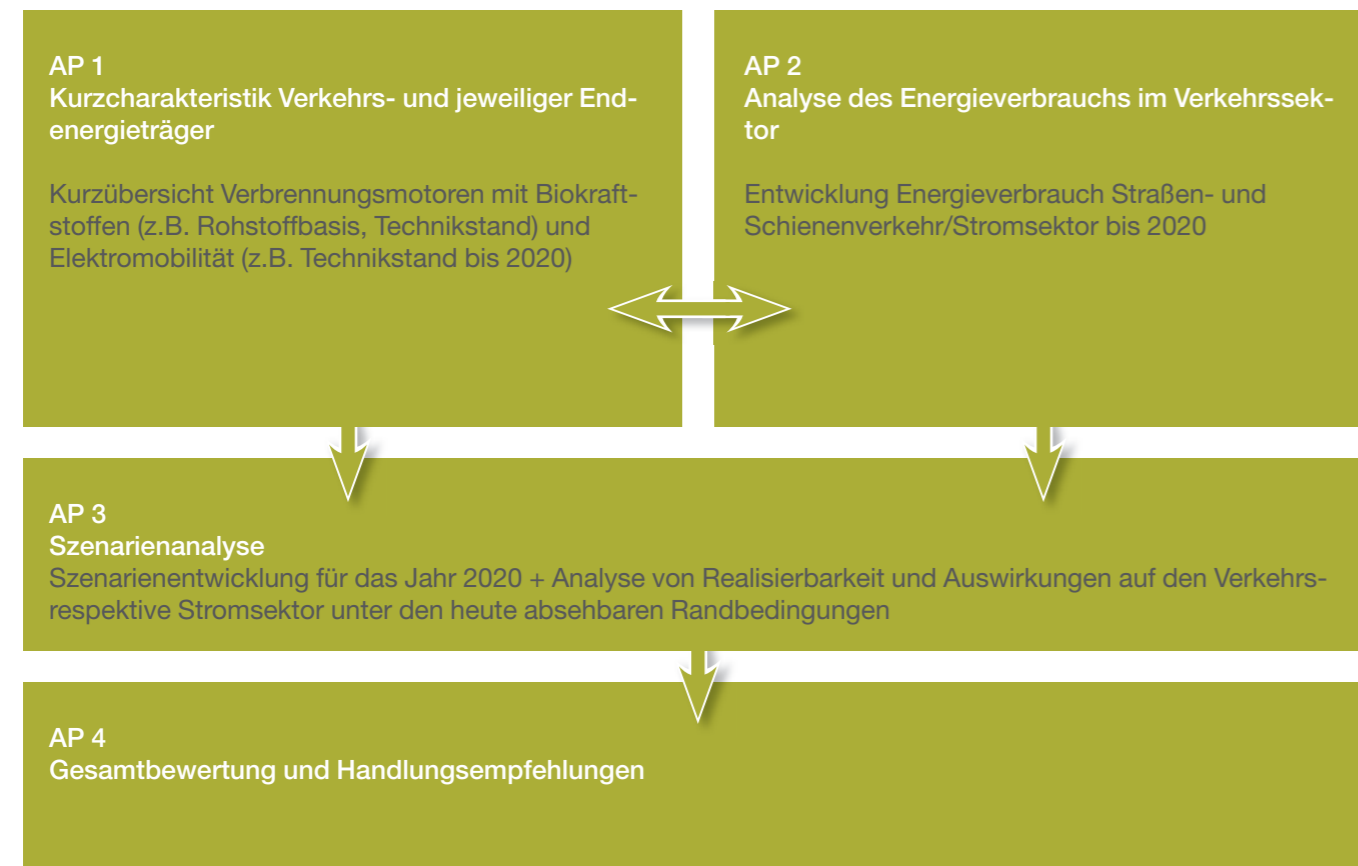 AP 1
Kurzcharakteristik Verkehrs- und jeweiliger End-
energieträger
Kurzübersicht Verbrennungsmotoren mit Biokraft-
stoffen (z.B. Rohstoffbasis, Technikstand) und
Elektromobilität (z.B. Technikstand bis 2020)
AP 2
Analyse des Energieverbrauchs im Verkehrssek-
tor
Entwicklung Energieverbrauch Straßen- und
Schienenverkehr/Stromsektor bis 2020
AP 3
Szenarienanalyse
Szenarienentwicklung für das Jahr 2020 + Analyse von Realisierbarkeit und Auswirkungen auf den Verkehrs-
respektive Stromsektor unter den heute absehbaren Randbedingungen
AP 4
Gesamtbewertung und Handlungsempfehlungen